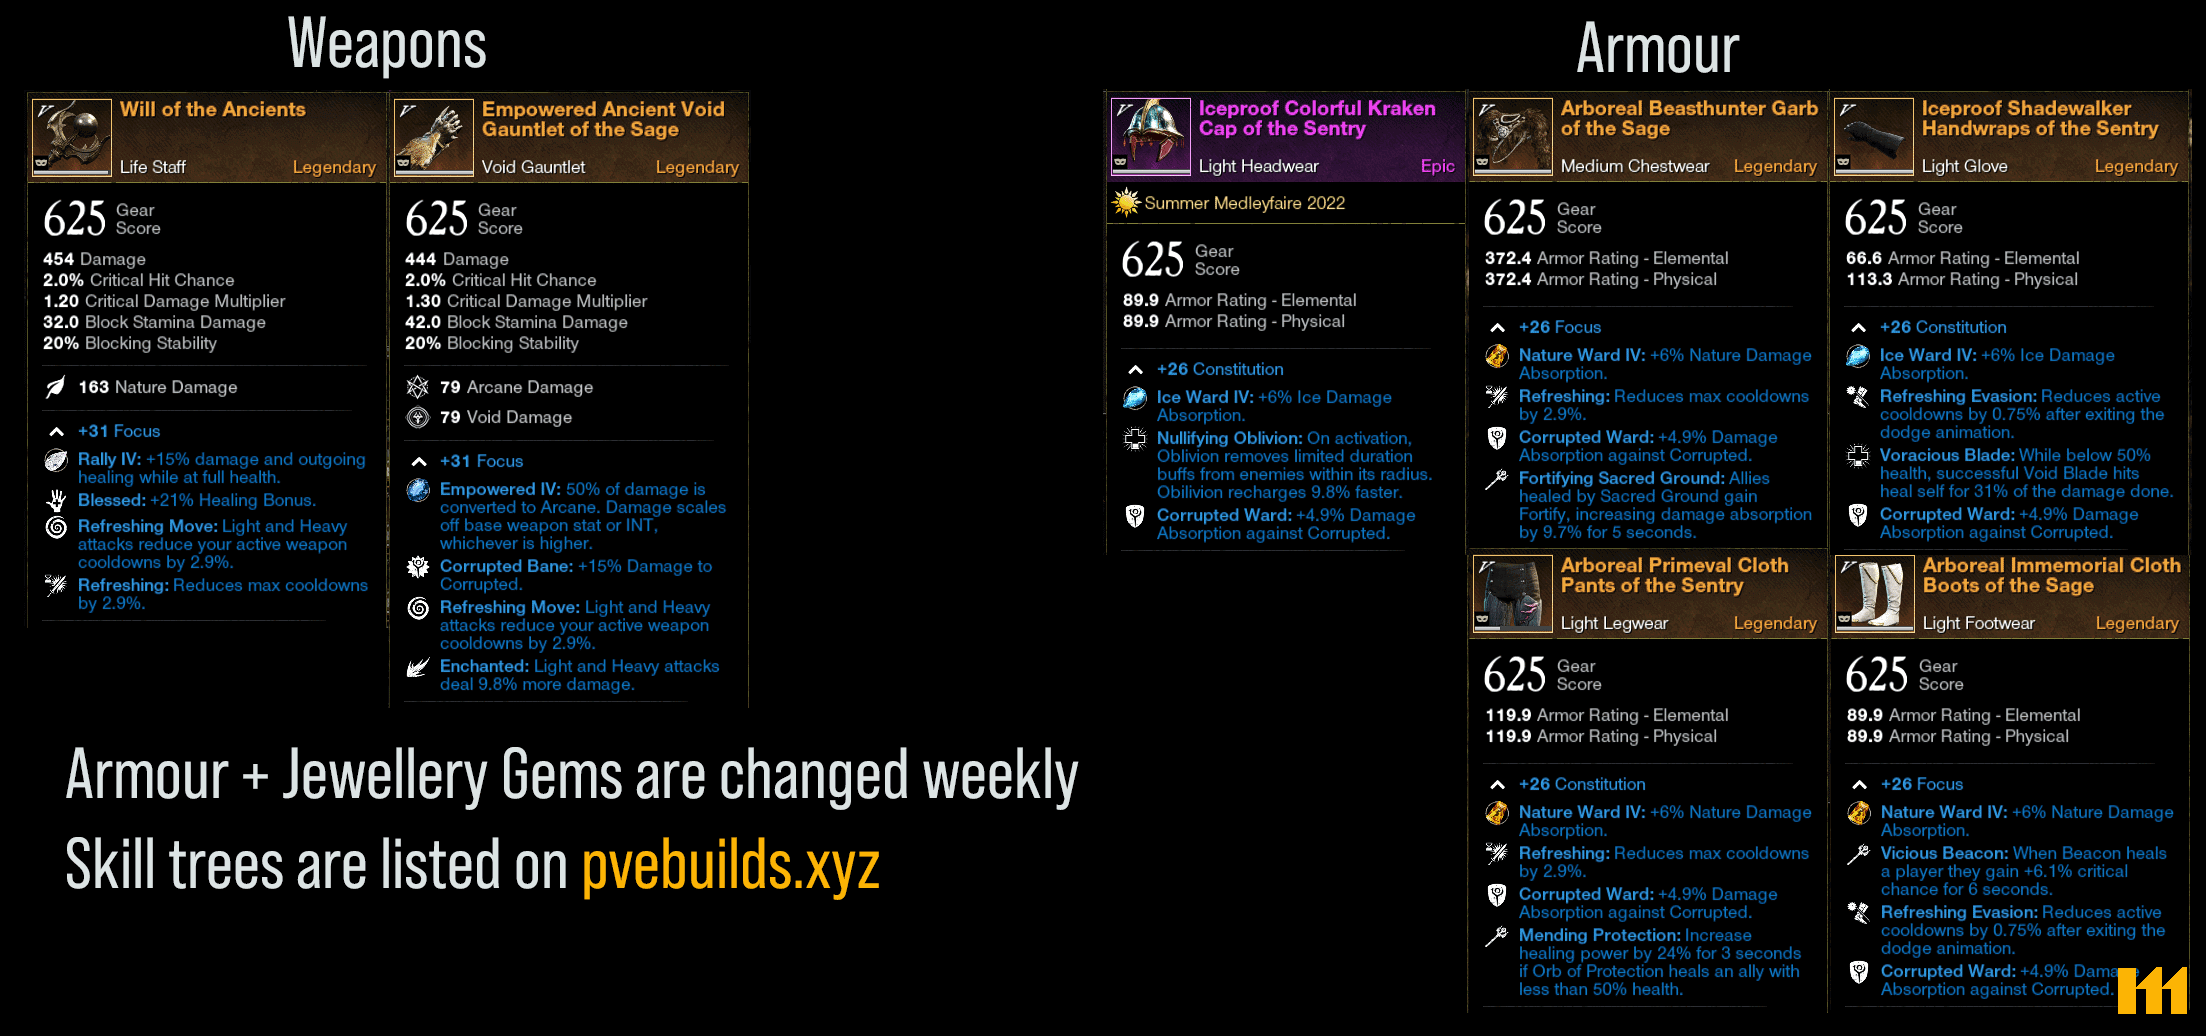 Weapons
Will of the Ancients
Life Staff
Legendary
625 Gear Score
454 Damage
2.0% Critical Hit Chance
1.20 Critical Damage Multiplier
32.0 Block Stamina Damage
20% Blocking Stability
163 Nature Damage
+31 Focus
Rally IV: +15% damage and outgoing
healing while at full health.
Blessed: +21% Healing Bonus.
Refreshing Move: Light and Heavy
attacks reduce your active weapon
cooldowns by 2.9%.
Refreshing: Reduces max cooldowns
by 2.9%.
Empowered Ancient Void
Gauntlet of the Sage
Void Gauntlet
Legendary
625 Gear Score
444 Damage
2.0% Critical Hit Chance
1.30 Critical Damage Multiplier
42.0 Block Stamina Damage
20% Blocking Stability
79 Arcane Damage
79 Void Damage
+31 Focus
Empowered IV: 50% of damage is
converted to Arcane. Damage scales
off base weapon stat or INT,
whichever is higher.
Corrupted Bane: +15% Damage to
Corrupted.
Refreshing Move: Light and Heavy
attacks reduce your active weapon
cooldowns by 2.9%.
Enchanted: Light and Heavy attacks
deal 9.8% more damage.
Armour + Jewellery Gems are changed weekly
Skill trees are listed on pvebuilds.xyz
Armour
Iceproof Colorful Kraken
Cap of the Sentry
Light Headwear
Epic
Summer Medleyfaire 2022
625 Gear Score
89.9 Armor Rating - Elemental
89.9 Armor Rating - Physical
+26 Constitution
Ice Ward IV: +6% Ice Damage
Absorption.
Nullifying Oblivion: On activation,
Oblivion removes limited duration
buffs from enemies within its radius.
Obilivion recharges 9.8% faster.
Corrupted Ward: +4.9% Damage
Absorption against Corrupted.
Arboreal Beasthunter Garb
of the Sage
Medium Chestwear
Legendary
625 Gear Score
372.4 Armor Rating - Elemental
372.4 Armor Rating - Physical
+26 Focus
Nature Ward IV: +6% Nature Damage
Absorption.
Refreshing: Reduces max cooldowns
by 2.9%.
Corrupted Ward: +4.9% Damage
Absorption against Corrupted.
Fortifying Sacred Ground: Allies
healed by Sacred Ground gain
Fortify, increasing damage absorption
by 9.7% for 5 seconds.
Iceproof Shadewalker
Handwraps of the Sentry
Light Glove
Legendary
625 Gear Score
66.6 Armor Rating - Elemental
113.3 Armor Rating - Physical
+26 Constitution
Ice Ward IV: +6% Ice Damage
Absorption.
Refreshing Evasion: Reduces active
cooldowns by 0.75% after exiting the
dodge animation.
Voracious Blade: While below 50%
health, successful Void Blade hits
heal self for 31% of the damage done.
Corrupted Ward: +4.9% Damage
Absorption against Corrupted.
Arboreal Primeval Cloth
Pants of the Sentry
Light Legwear
Legendary
625 Gear Score
119.9 Armor Rating - Elemental
119.9 Armor Rating - Physical
+26 Constitution
Nature Ward IV: +6% Nature Damage
Absorption.
Refreshing: Reduces max cooldowns
by 2.9%.
Corrupted Ward: +4.9% Damage
Absorption against Corrupted.
Mending Protection: Increase
healing power by 24% for 3 seconds
if Orb of Protection heals an ally with
less than 50% health.
Arboreal Immemorial Cloth
Boots of the Sage
Light Footwear
Legendary
625 Gear Score
89.9 Armor Rating - Elemental
89.9 Armor Rating - Physical
+26 Focus
Nature Ward IV: +6% Nature Damage
Absorption.
Vicious Beacon: When Beacon heals
a player they gain +6.1% critical
chance for 6 seconds.
Refreshing Evasion: Reduces active
cooldowns by 0.75% after exiting the
dodge animation.
Corrupted Ward: +4.9% Dama
Absorption against Corrupted.